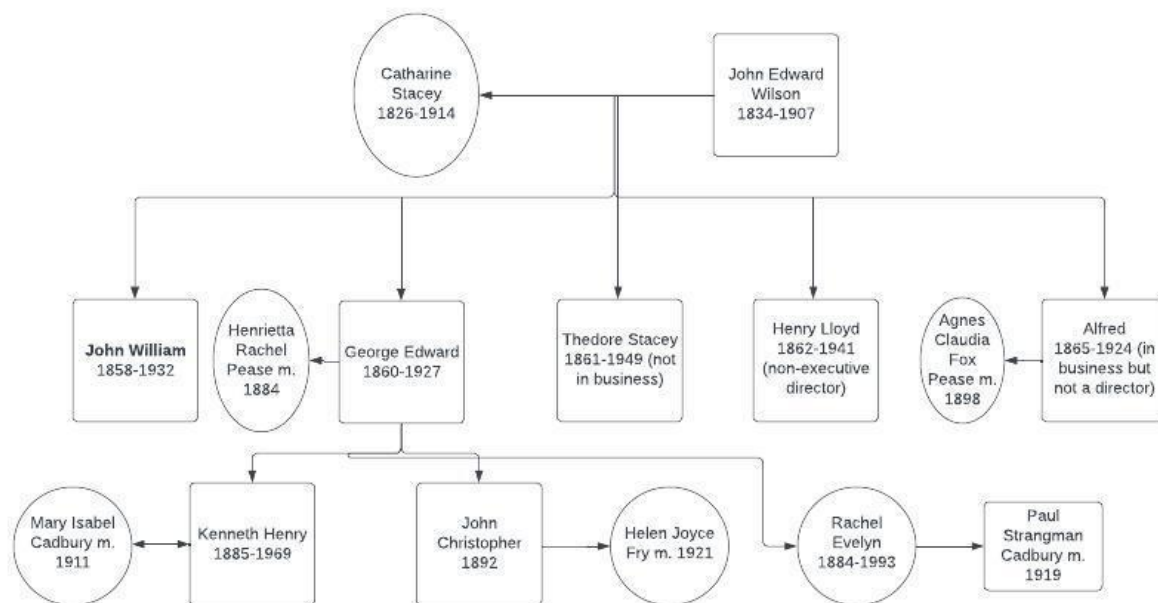 Catharine
Stacey
1826-1914
John Edward
Wilson
1834-1907
John William
1858-1932
Henrietta
Rachel
Pease m.
1884
George Edward
1860-1927
Thedore Stacey
1861-1949 (not
in business)
Henry Lloyd
1862-1941
(non-executive
director)
Agnes
Claudia
Fox
Pease m.
1898
Alfred
1865-1924 (in
business but
not a director)
Mary Isabel
Cadbury m.
1911
Kenneth Henry
1885-1969
John
Christopher
1892
Helen Joyce
Fry m. 1921
Rachel
Evelyn
1884-1993
Paul
Strangman
Cadbury m.
1919